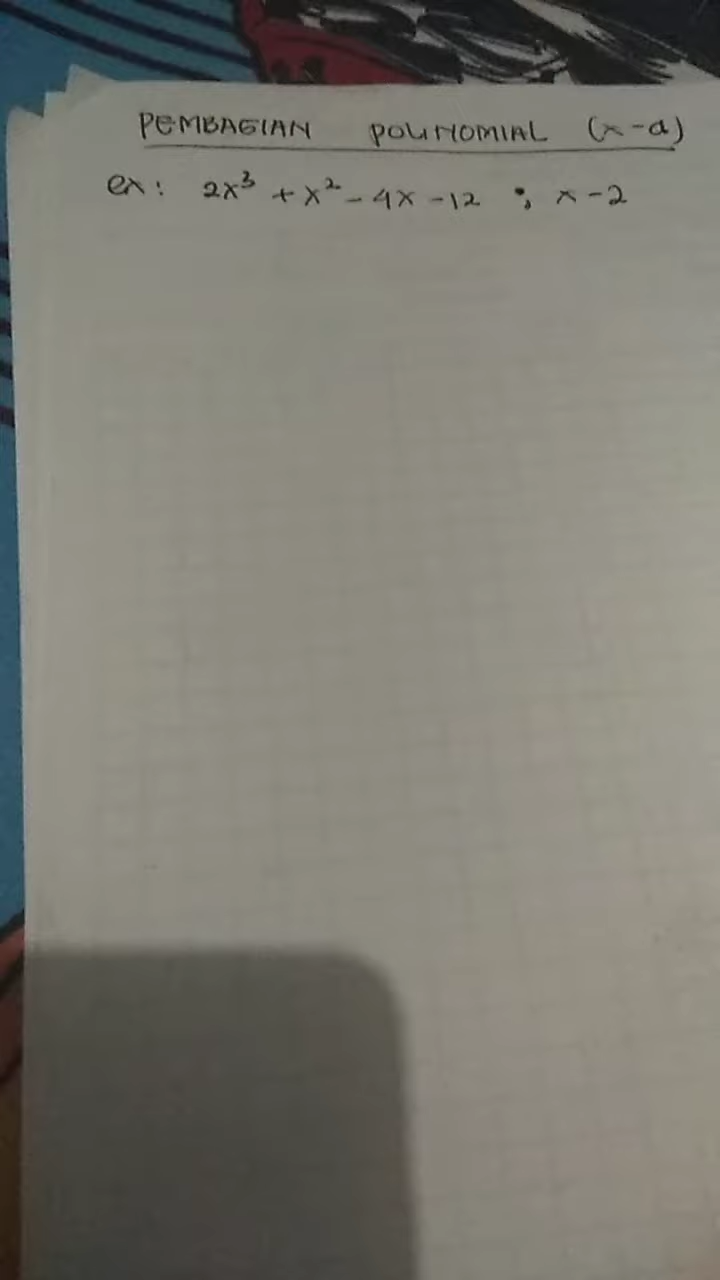 PEMBAGIAN POLINOMIAL (x-a)
ex: 2x³ + x² - 4x - 12 : x - 2